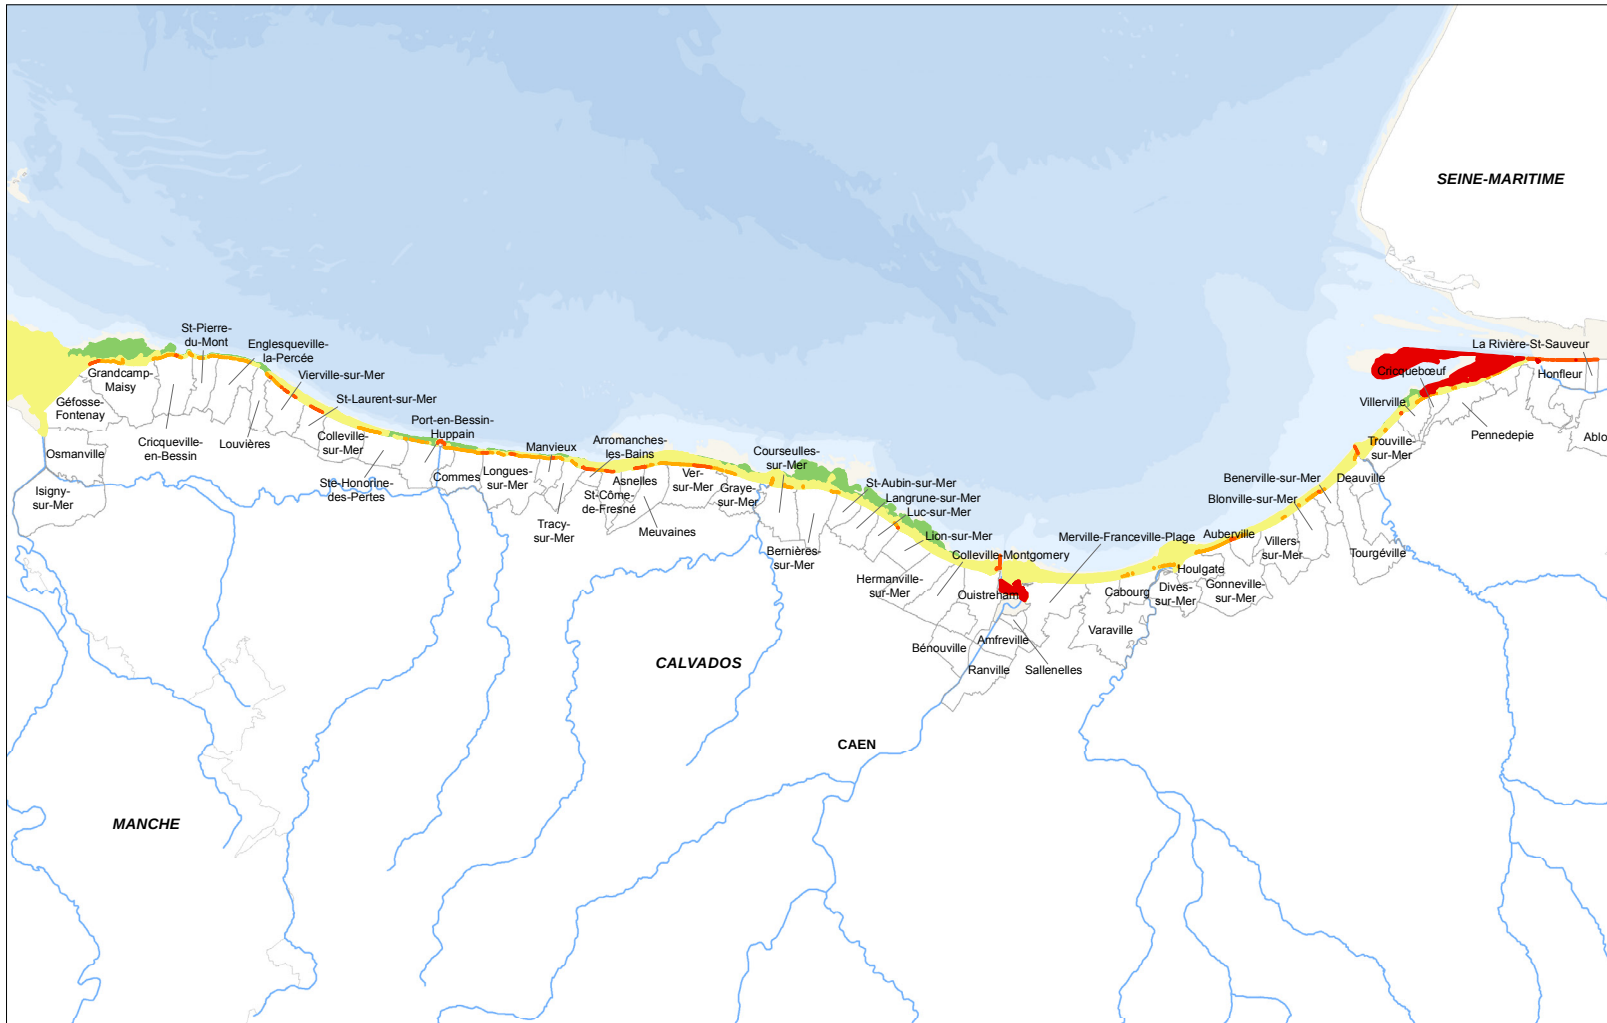 SEINE-MARITIME
St-Pierre-
du-Mont
Englesqueville-
la-Percée
La Rivière-St-Sauveur
Grandcamp-
Maisy
Vierville-sur-Mer
Cricquebœuf
Honfleur
Géfosse-
Fontenay
St-Laurent-sur-Mer
Villerville
Port-en-Bessin-
Huppain
Cricqueville-
en-Bessin
Louvières
Colleville-
sur-Mer
Manvieux
Arromanches-
les-Bains
Courseulles-
sur-Mer
Trouville-
sur-Mer
Pennedepie
Ablo
Osmanville
Isigny-
sur-Mer
Ste-Honorine-
des-Pertes
Commes
Longues-
sur-Mer
St-Côme-
de-Fresné
Asnelles
Ver-
sur-Mer
Graye-
sur-Mer
St-Aubin-sur-Mer
Langrune-sur-Mer
Luc-sur-Mer
Benerville-sur-Mer
Deauville
Blonville-sur-Mer
Tracy-
sur-Mer
Meuvaines
Bernières-
sur-Mer
Lion-sur-Mer
Colleville-Montgomery
Merville-Franceville-Plage
Auberville
Villers-
sur-Mer
Tourgéville
Hermanville-
sur-Mer
Ouistreham
Cabourg
Houlgate
Dives-
sur-Mer
Gonneville-
sur-Mer
Bénouville
Amfreville
Varaville
Ranville
Sallenelles
CALVADOS
CAEN
MANCHE